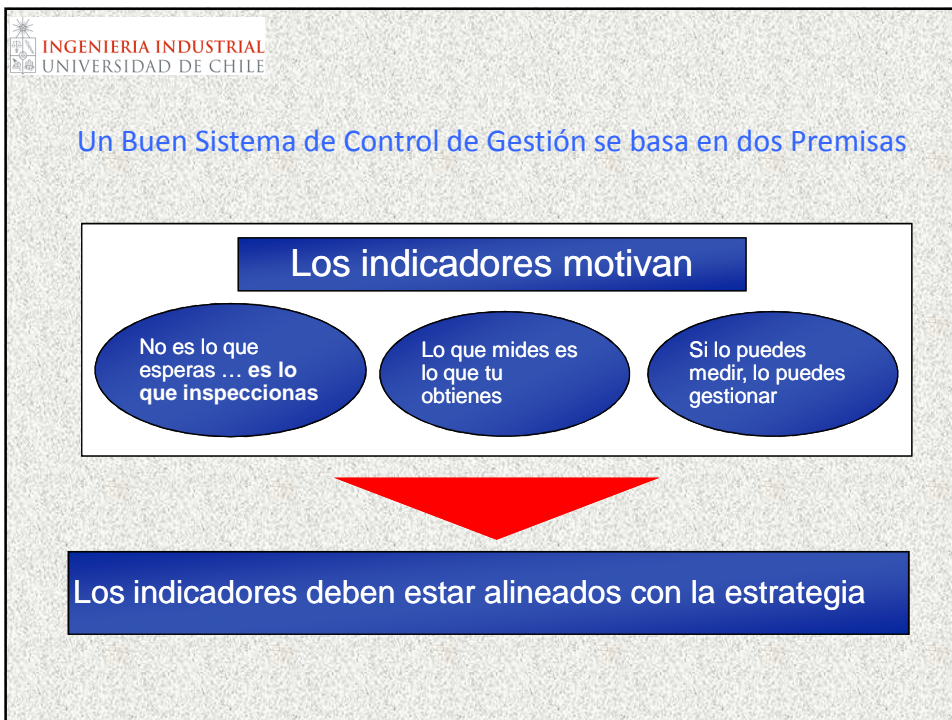 INGENIERIA INDUSTRIAL
UNIVERSIDAD DE CHILE
Un Buen Sistema de Control de Gestión se basa en dos Premisas
Los indicadores motivan
No es lo que
esperas ... es lo
que inspeccionas
Lo que mides es
lo que tu
obtienes
Si lo puedes
medir, lo puedes
gestionar
Los indicadores deben estar alineados con la estrategia